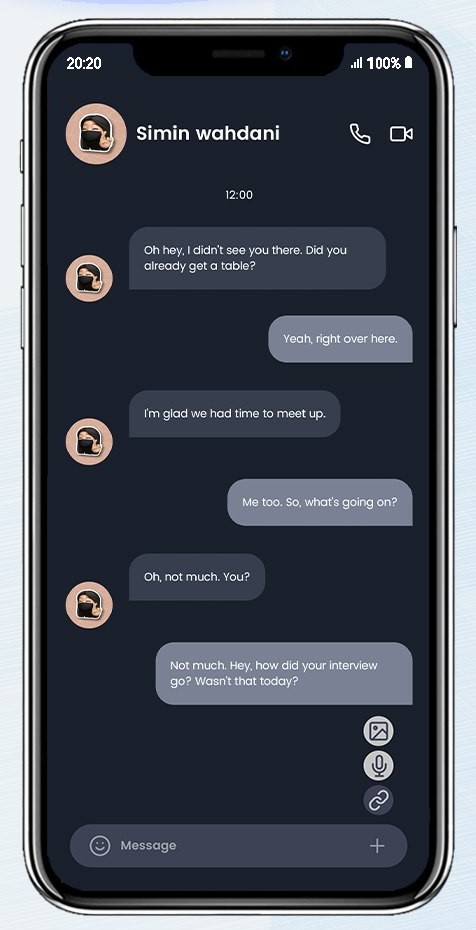 20:20
100%
Simin wahdani
12:00
Oh hey, I didn't see you there. Did you
already get a table?
Yeah, right over here.
I'm glad we had time to meet up.
Me too. So, what's going on?
Oh, not much. You?
Not much. Hey, how did your interview
go? Wasn't that today?
Message